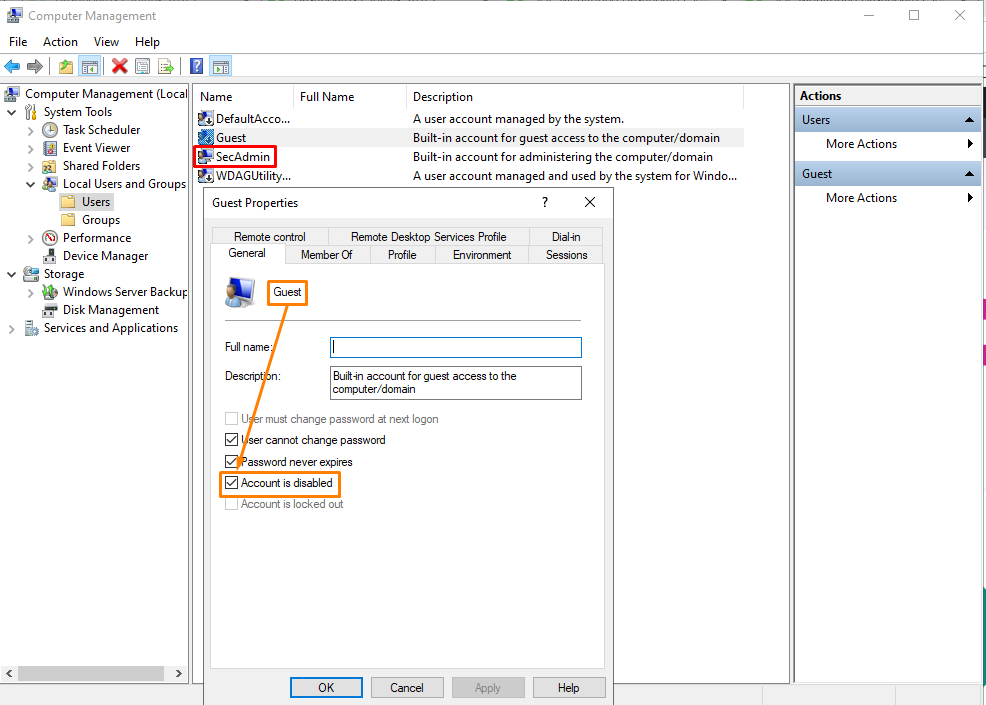 Computer Management
File Action View Help
Computer Management (Local
System Tools
Task Scheduler
Event Viewer
Shared Folders
Local Users and Groups
Users
Groups
Performance
Device Manager
Storage
Windows Server Backup
Disk Management
Services and Applications
Name Full Name Description
DefaultAcco... A user account managed by the system.
Guest Built-in account for guest access to the computer/domain
SecAdmin Built-in account for administering the computer/domain
WDAGUtility... A user account managed and used by the system for Windo...
Guest Properties ?
Remote control Remote Desktop Services Profile Dial-in
General Member Of Profile Environment Sessions
Guest
Full name:
Description: Built-in account for guest access to the
computer/domain
User must change password at next logon
User cannot change password
Password never expires
Account is disabled
Account is locked out
OK Cancel Apply Help
Actions
Users
More Actions
Guest
More Actions